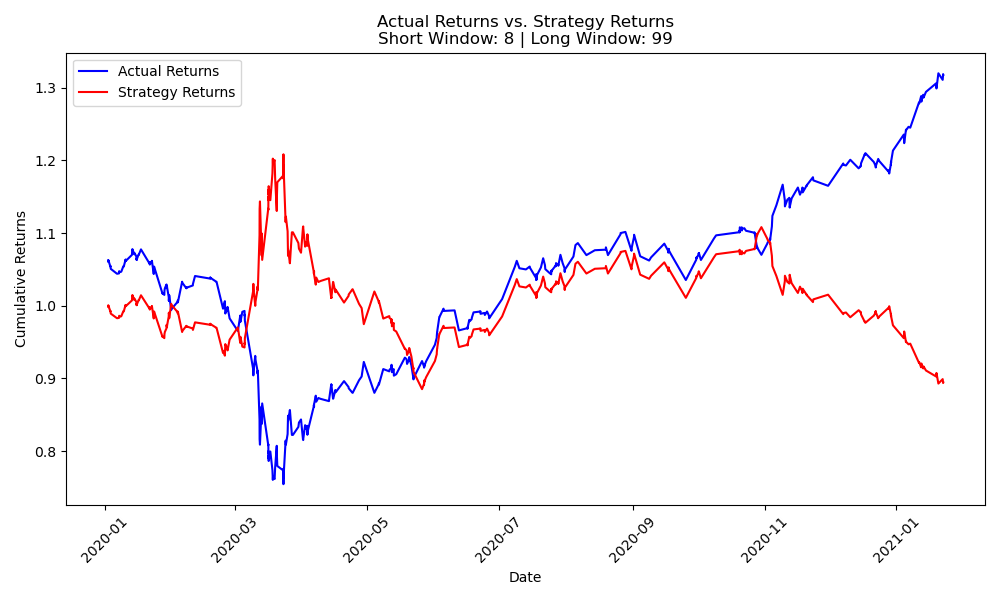 Actual Returns vs. Strategy Returns
Short Window: 8 | Long Window: 99
Actual Returns
Strategy Returns
Cumulative Returns
1.3
1.2
1.1
1.0
0.9
0.8
2020-01
2020-03
2020-05
2020-07
2020-09
2020-11
2021-01
Date